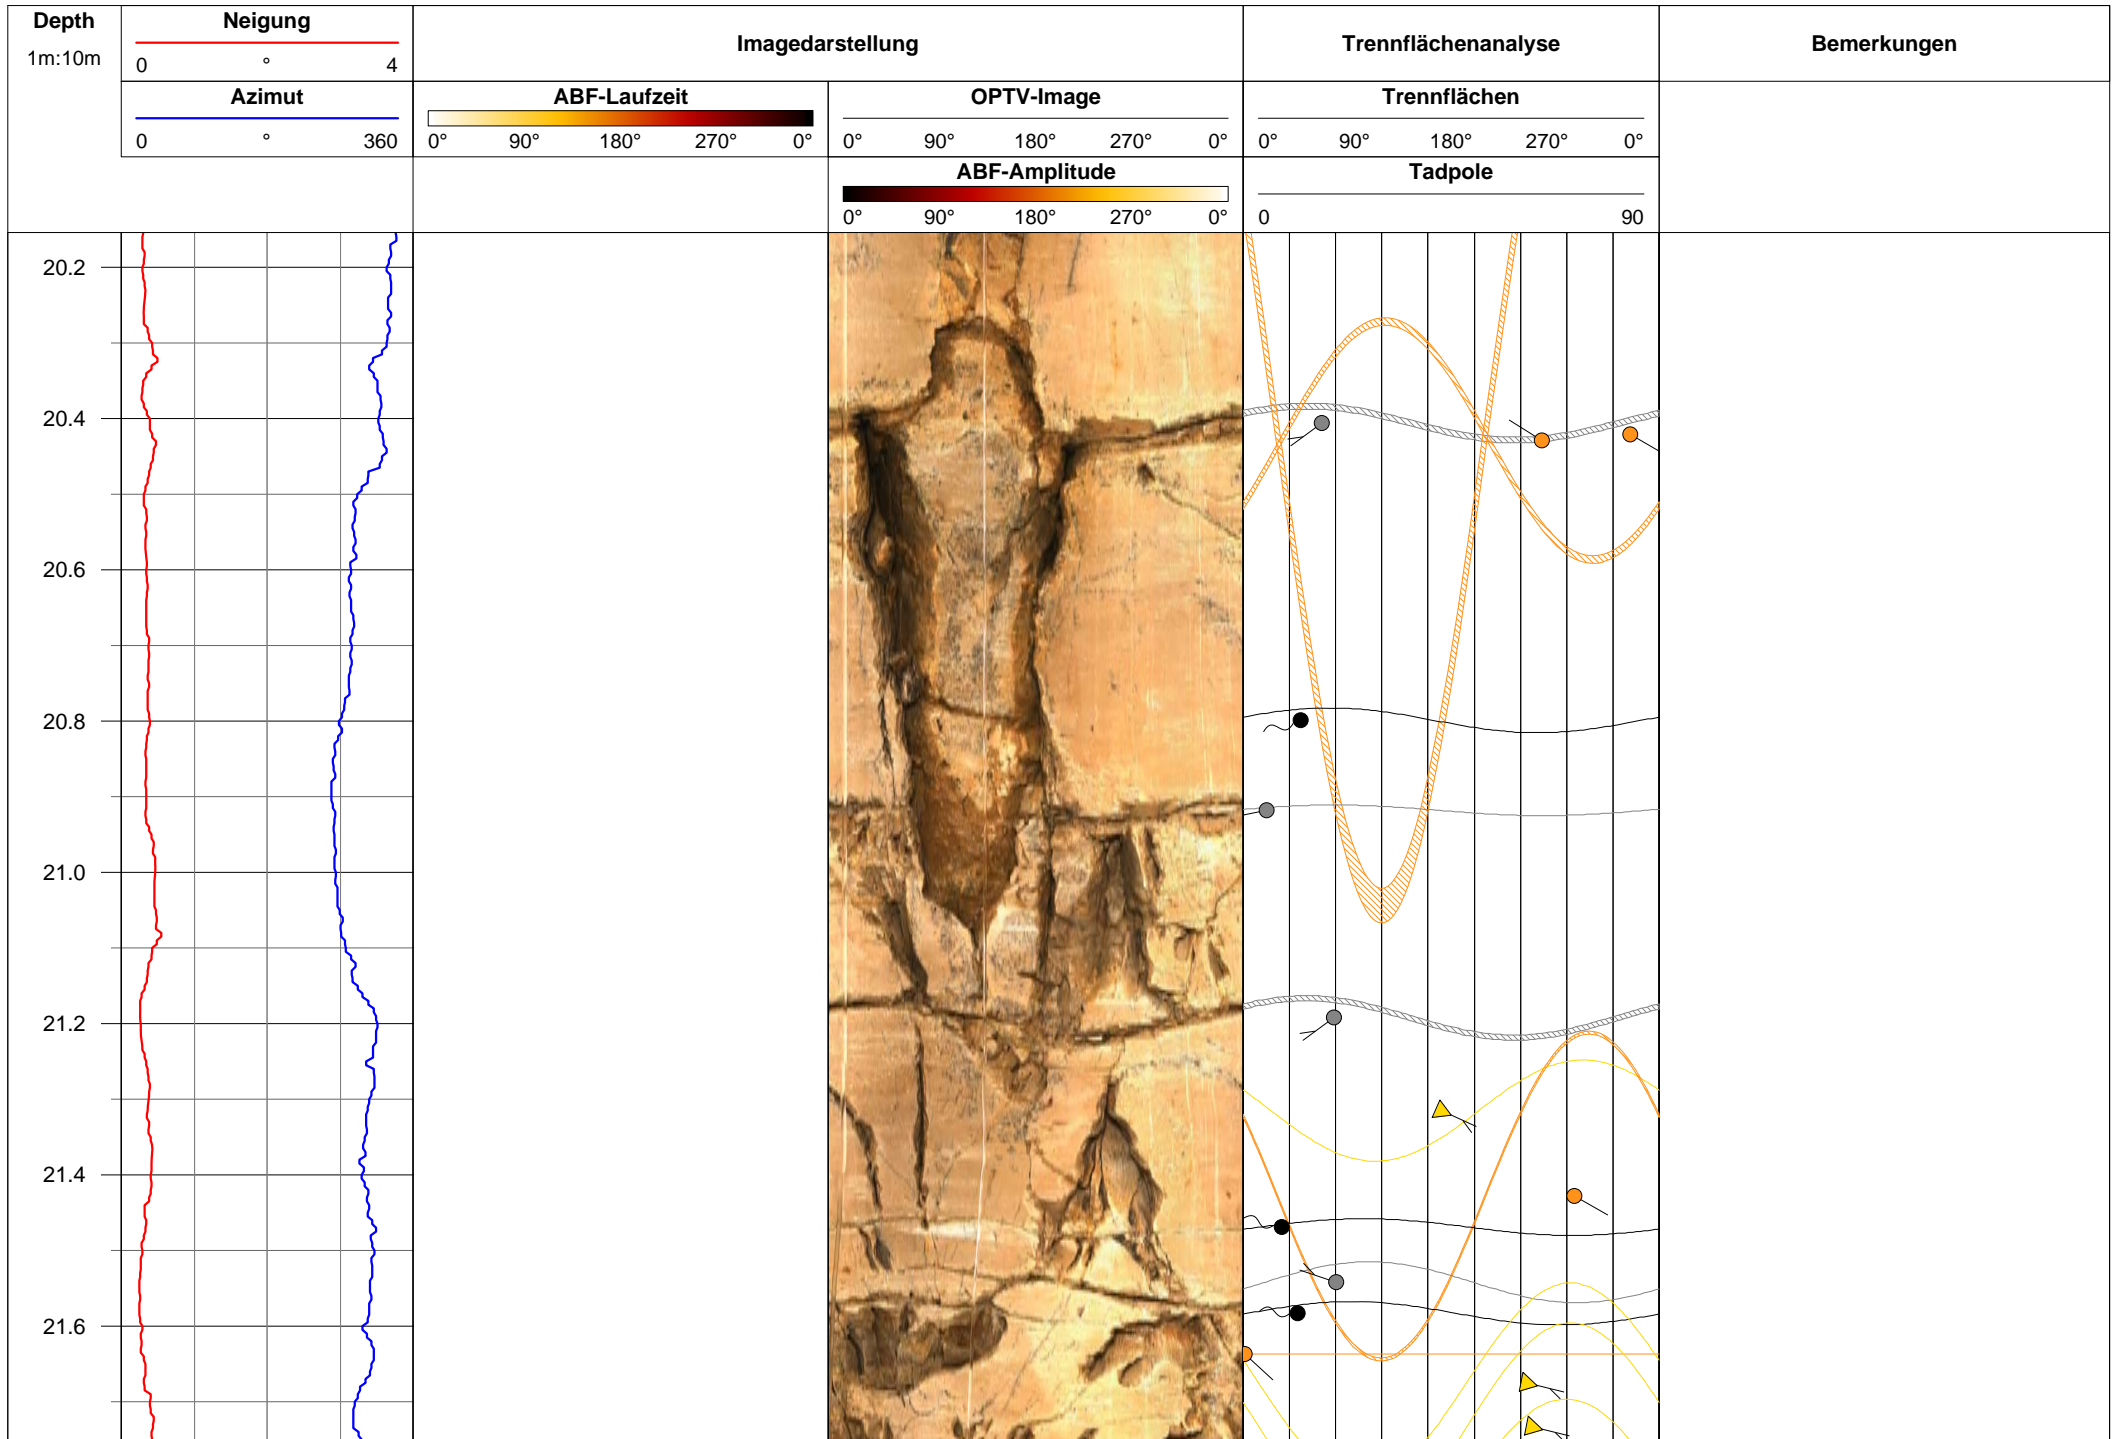 Depth
1m:10m
Neigung
0 ° 4
Azimut
0 ° 360
Imagedarstellung
ABF-Laufzeit
0° 90° 180° 270° 0°
OPTV-Image
0° 90° 180° 270° 0°
ABF-Amplitude
0° 90° 180° 270° 0°
Trennflächenanalyse
Trennflächen
0° 90° 180° 270° 0°
Tadpole
0 90
Bemerkungen
20.2
20.4
20.6
20.8
21.0
21.2
21.4
21.6